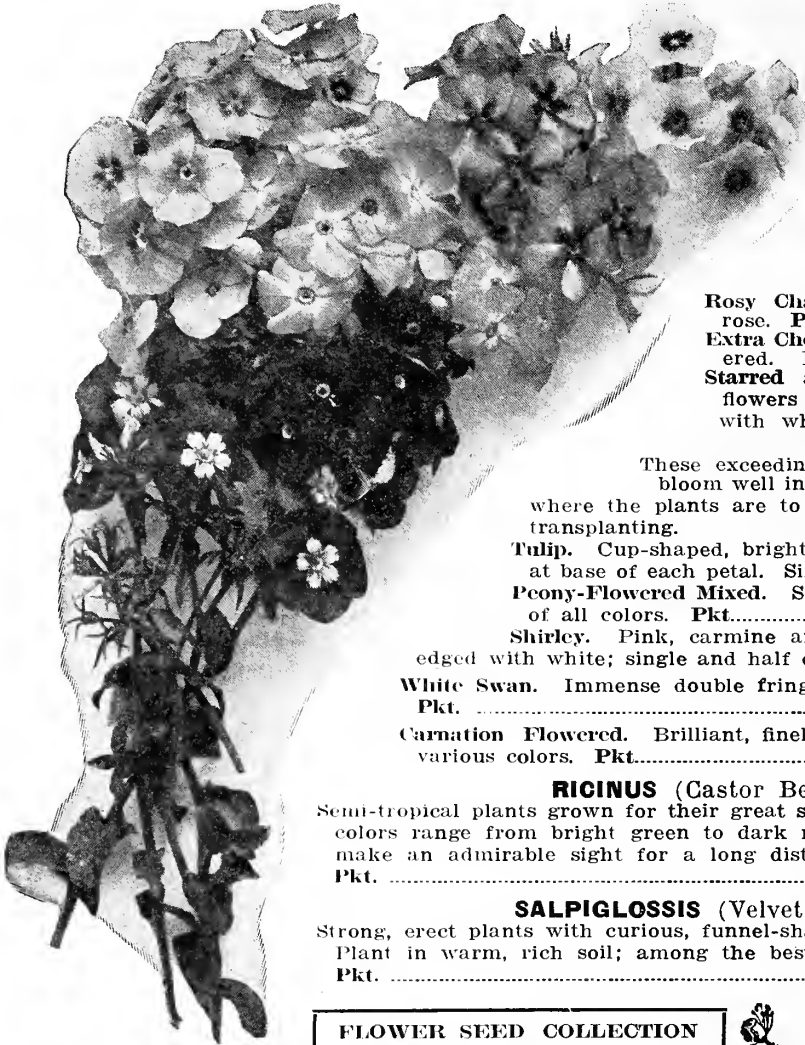 Rosy Cha
rose. P
Extra Cho
ered.
Starred
flowers
with wh
These exceedin
bloom well in
where the plants are to
transplanting.
Tulip. Cup-shaped, bright
at base of each petal. Si
Peony-Flowered Mixed. S
of all colors. Pkt.............
Shirley. Pink, carmine a
edged with white; single and half
White Swan. Immense double fring
Pkt. ............................................................
Carnation Flowered. Brilliant, finel
various colors. Pkt...............................
RICINUS (Castor Be
Semi-tropical plants grown for their great s
colors range from bright green to dark
make an admirable sight for a long dist
Pkt. ............................................................
SALPIGLOSSIS (Velvet
Strong, erect plants with curious, funnel-sha
Plant in warm, rich soil; among the bes
Pkt. ............................................................
FLOWER SEED COLLECTION